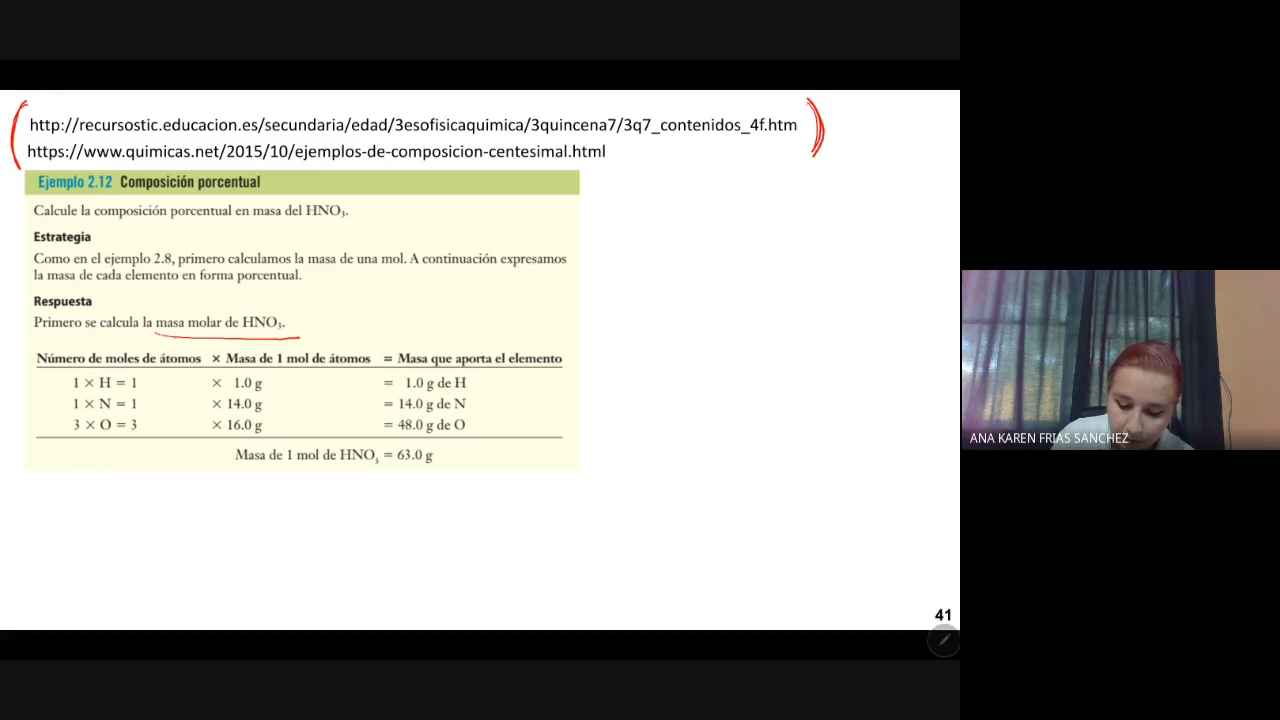 http://recursostic.educacion.es/secundaria/edad/3esofisicaquimica/3quincena7/3q7_contenidos_4f.htm
https://www.quimicas.net/2015/10/ejemplos-de-composicion-centesimal.html
Ejemplo 2.12 Composición porcentual
Calcule la composición porcentual en masa del HNO₃.
Estrategia
Como en el ejemplo 2.8, primero calculamos la masa de una mol. A continuación expresamos
la masa de cada elemento en forma porcentual.
Respuesta
Primero se calcula la masa molar de HNO₃.
Número de moles de átomos × Masa de 1 mol de átomos = Masa que aporta el elemento
1 × H = 1 × 1.0 g = 1.0 g de H
1 × N = 1 × 14.0 g = 14.0 g de N
3 × O = 3 × 16.0 g = 48.0 g de O
Masa de 1 mol de HNO₃ = 63.0 g
ANA KAREN FRIAS SANCHEZ
41